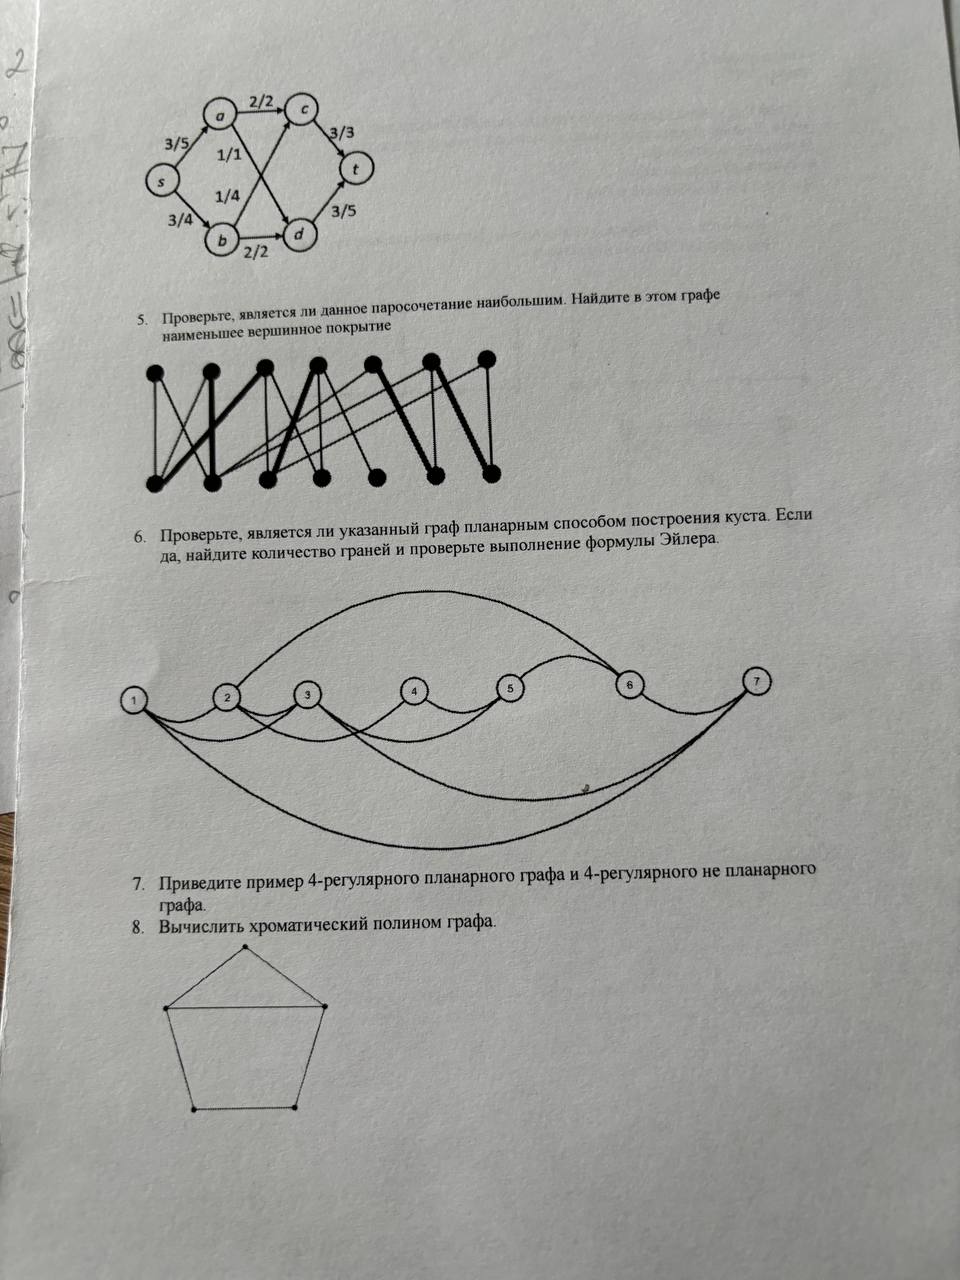 2/2
a
c
3/5
1/1
3/3
s
t
1/4
3/4
3/5
b
d
2/2
5. Проверьте, является ли данное паросочетание наибольшим. Найдите в этом графе
наименьшее вершинное покрытие
6. Проверьте, является ли указанный граф планарным способом построения куста. Если
да, найдите количество граней и проверьте выполнение формулы Эйлера.
1 2 3 4 5 6 7
7. Приведите пример 4-регулярного планарного графа и 4-регулярного не планарного
графа.
8. Вычислить хроматический полином графа.